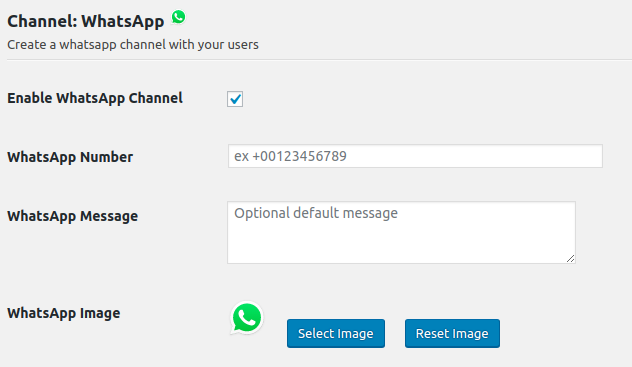 Channel: WhatsApp
Create a whatsapp channel with your users
Enable WhatsApp Channel
WhatsApp Number
ex +00123456789
WhatsApp Message
Optional default message
WhatsApp Image
Select Image
Reset Image